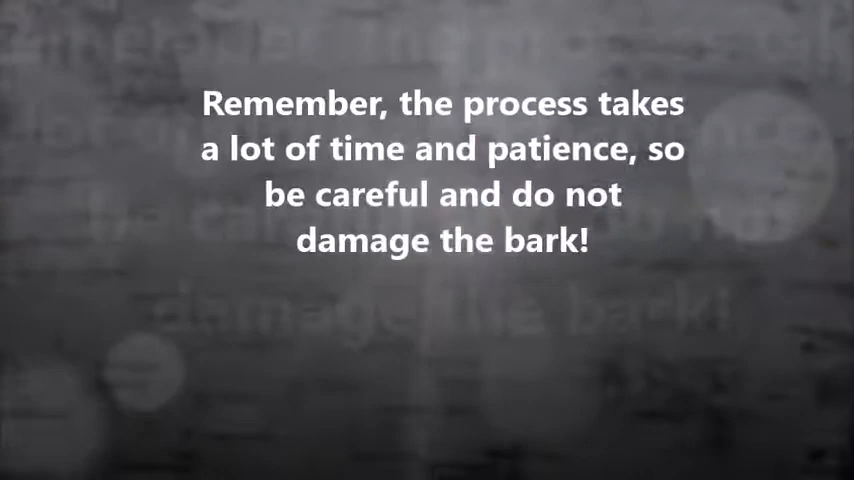 Remember, the process takes
a lot of time and patience, so
be careful and do not
damage the bark!